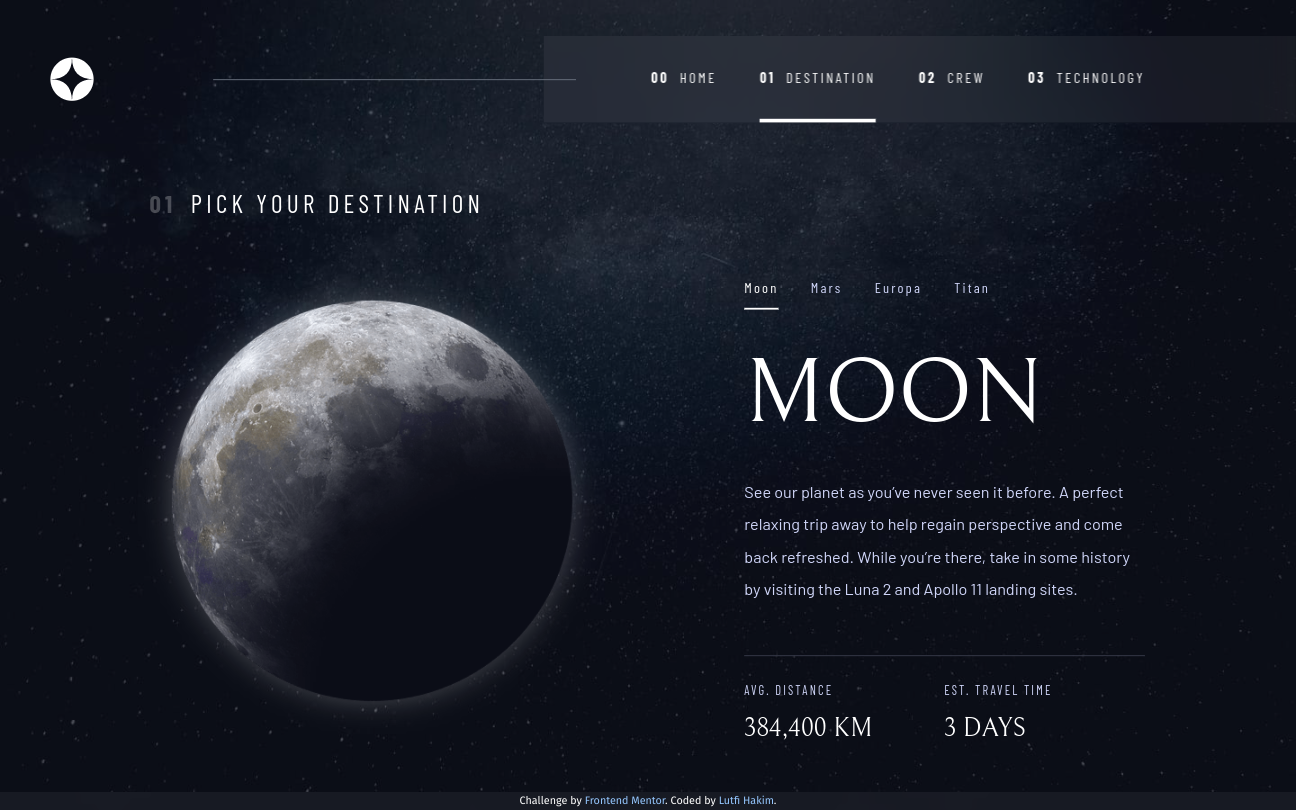 00 HOME 01 DESTINATION 02 CREW 03 TECHNOLOGY
01 PICK YOUR DESTINATION
Moon Mars Europa Titan
MOON
See our planet as you’ve never seen it before. A perfect
relaxing trip away to help regain perspective and come
back refreshed. While you’re there, take in some history
by visiting the Luna 2 and Apollo 11 landing sites.
AVG. DISTANCE EST. TRAVEL TIME
384,400 KM 3 DAYS
Challenge by Frontend Mentor. Coded by Lutfi Hakim.